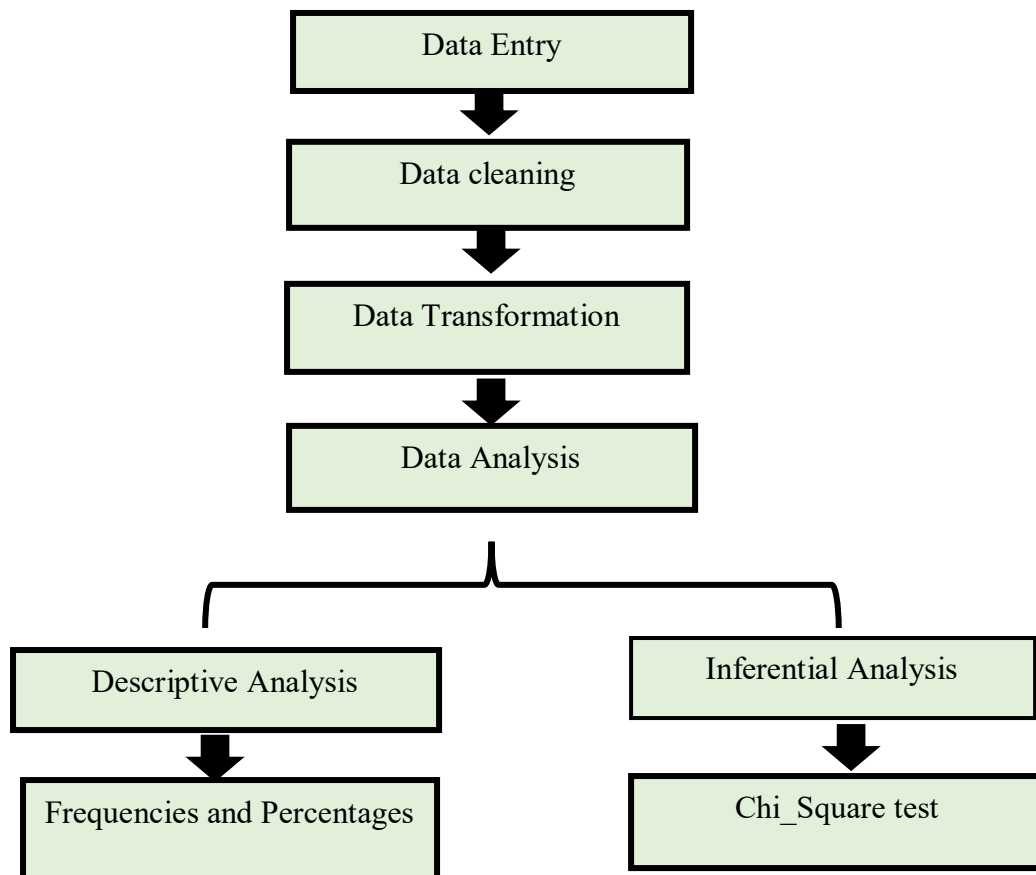 Data Entry
Data cleaning
Data Transformation
Data Analysis
Descriptive Analysis
Inferential Analysis
Frequencies and Percentages
Chi_Square test